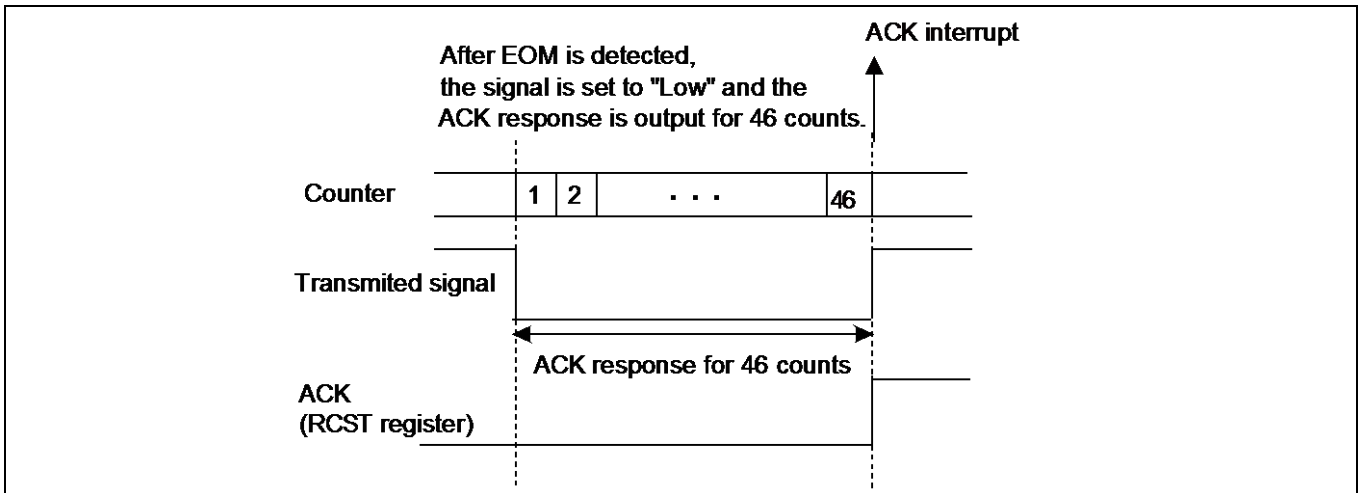 ACK interrupt
After EOM is detected,
the signal is set to "Low" and the
ACK response is output for 46 counts.
Counter
1 2 . . . 46
Transmited signal
ACK response for 46 counts
ACK
(RCST register)